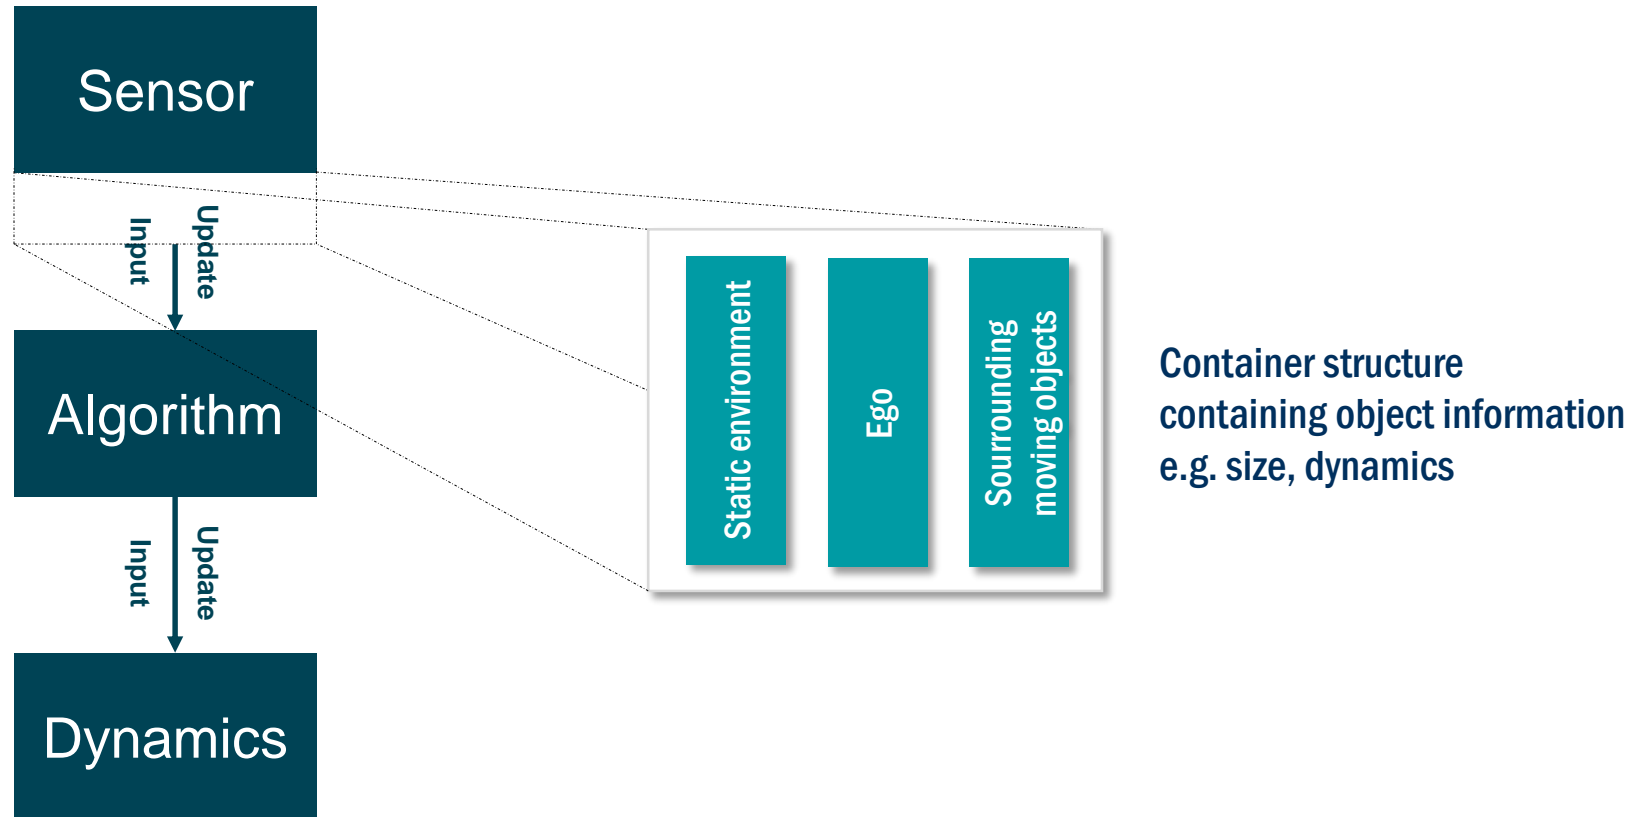 Sensor
Update
Input
Algorithm
Update
Input
Dynamics
Static environment
Ego
Sourrounding
moving objects
Container structure
containing object information
e.g. size, dynamics